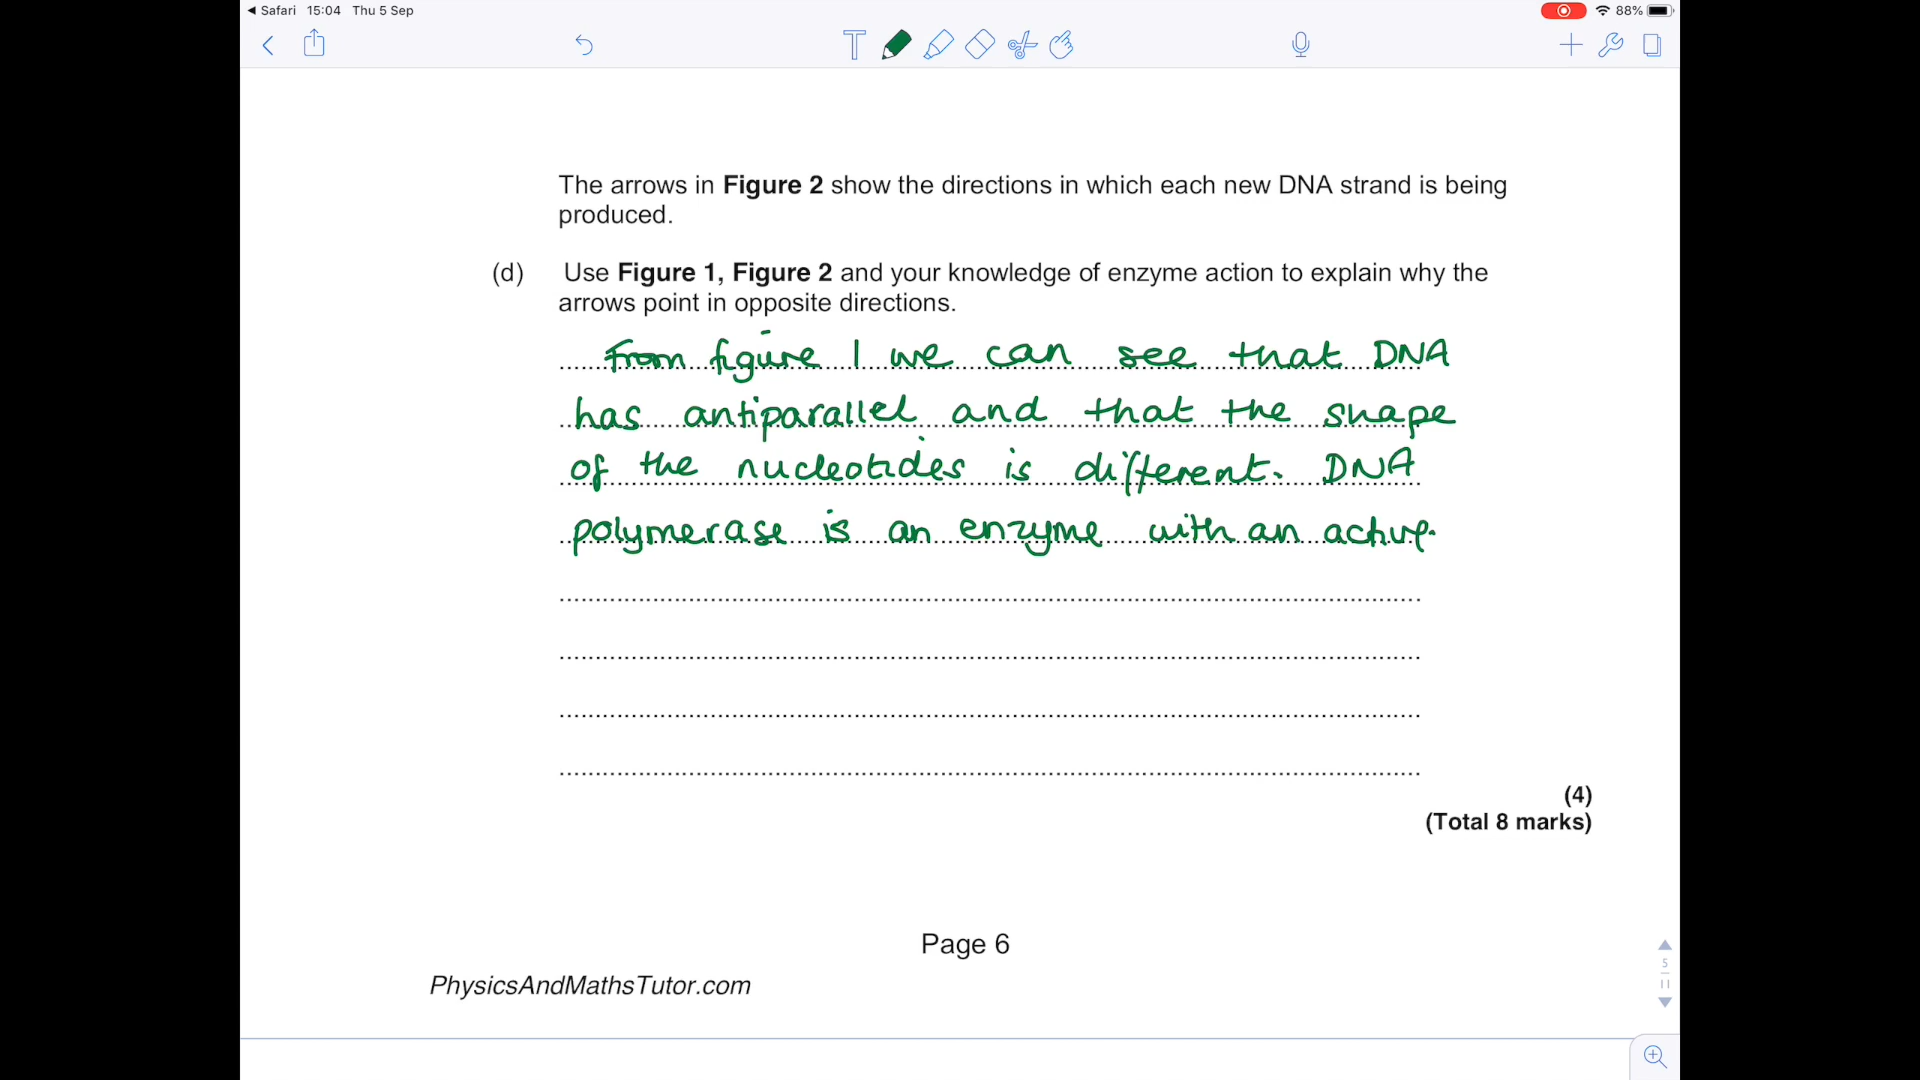 Safari 15:04 Thu 5 Sep 88%
T
The arrows in Figure 2 show the directions in which each new DNA strand is being
produced.
(d) Use Figure 1, Figure 2 and your knowledge of enzyme action to explain why the
arrows point in opposite directions.
From figure 1 we can see that DNA
has antiparallel and that the shape
of the nucleotides is different. DNA
polymerase is an enzyme with an active
(4)
(Total 8 marks)
Page 6
PhysicsAndMathsTutor.com
5
11